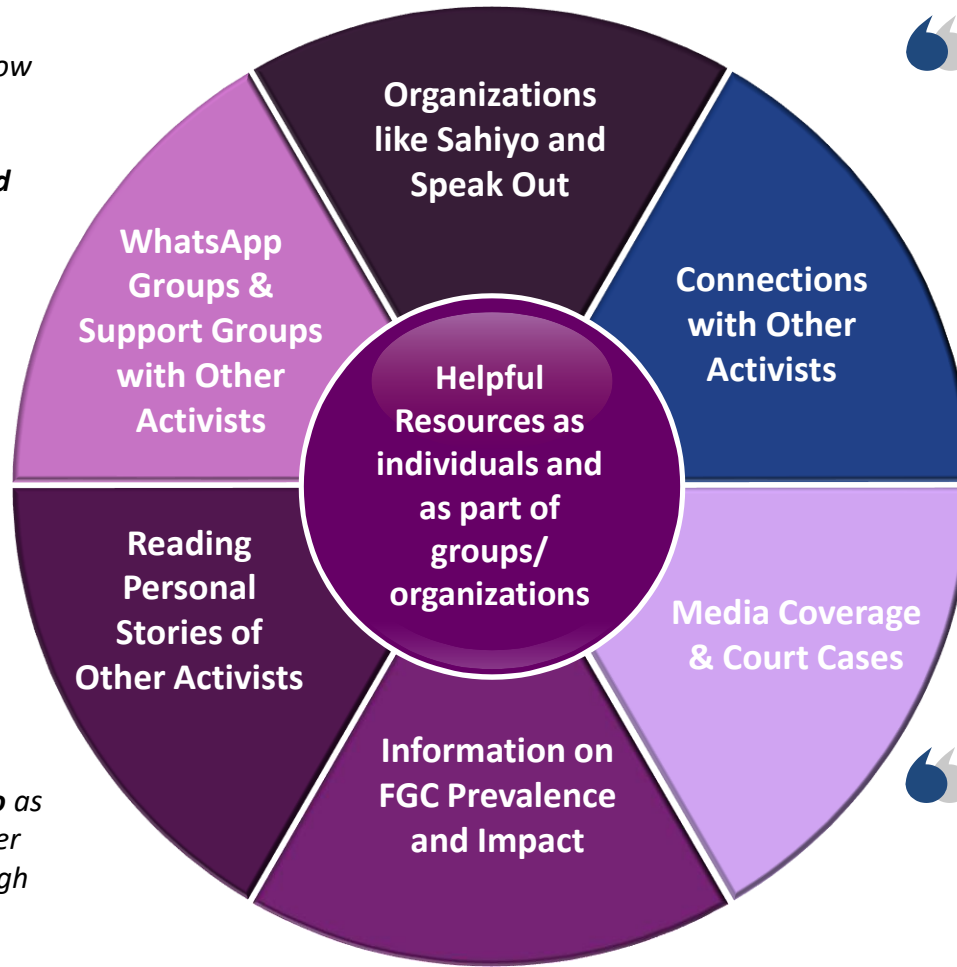 Organizations
like Sahiyo and
Speak Out
Connections
with Other
Activists
Media Coverage
& Court Cases
Information on
FGC Prevalence
and Impact
Reading
Personal
Stories of
Other Activists
WhatsApp
Groups &
Support Groups
with Other
Activists
Helpful
Resources as
individuals and
as part of
groups/
organizations
as